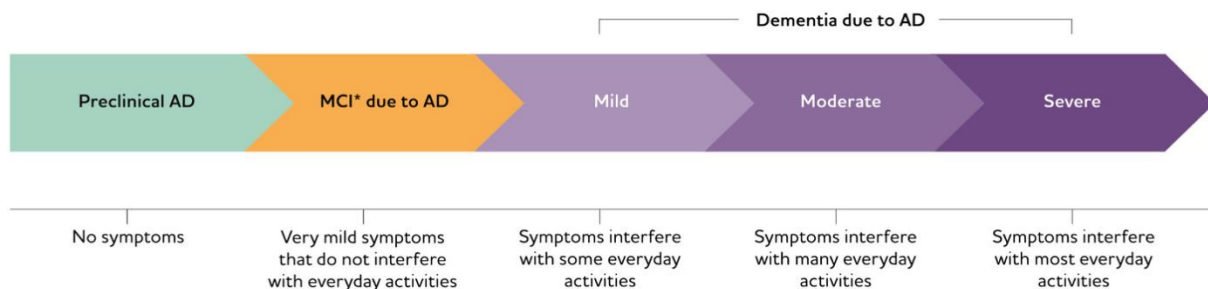 Dementia due to AD
Preclinical AD
MCI* due to AD
Mild
Moderate
Severe
No symptoms
Very mild symptoms
that do not interfere
with everyday activities
Symptoms interfere
with some everyday
activities
Symptoms interfere
with many everyday
activities
Symptoms interfere
with most everyday
activities